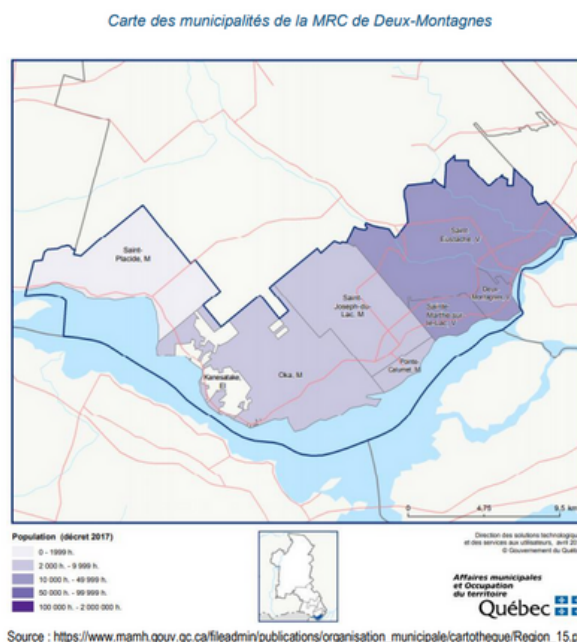 Carte des municipalités de la MRC de Deux-Montagnes
Saint-
Placide, M
Saint-
Eustache, V
Deux-
Montagnes, V
Saint-
Joseph-du-
Lac, M
Sainte-
Marthe-sur-
le-Lac, V
Pointe-
Calumet, M
Kanesatake,
Oka, M
0 4,75 9,5 km
Population (décret 2017)
0 - 1999 h.
2 000 h. - 9 999 h.
10 000 h. - 49 999 h.
50 000 h. - 99 999 h.
100 000 h. - 2 000 000 h.
Direction des solutions technologiq
et des services aux utilisateurs, avril 20
© Gouvernement du Québ
Affaires municipales
et Occupation
du territoire
Québec
Source : https://www.mamh.gouv.qc.ca/fileadmin/publications/organisation_municipale/cartotheque/Region_15.p